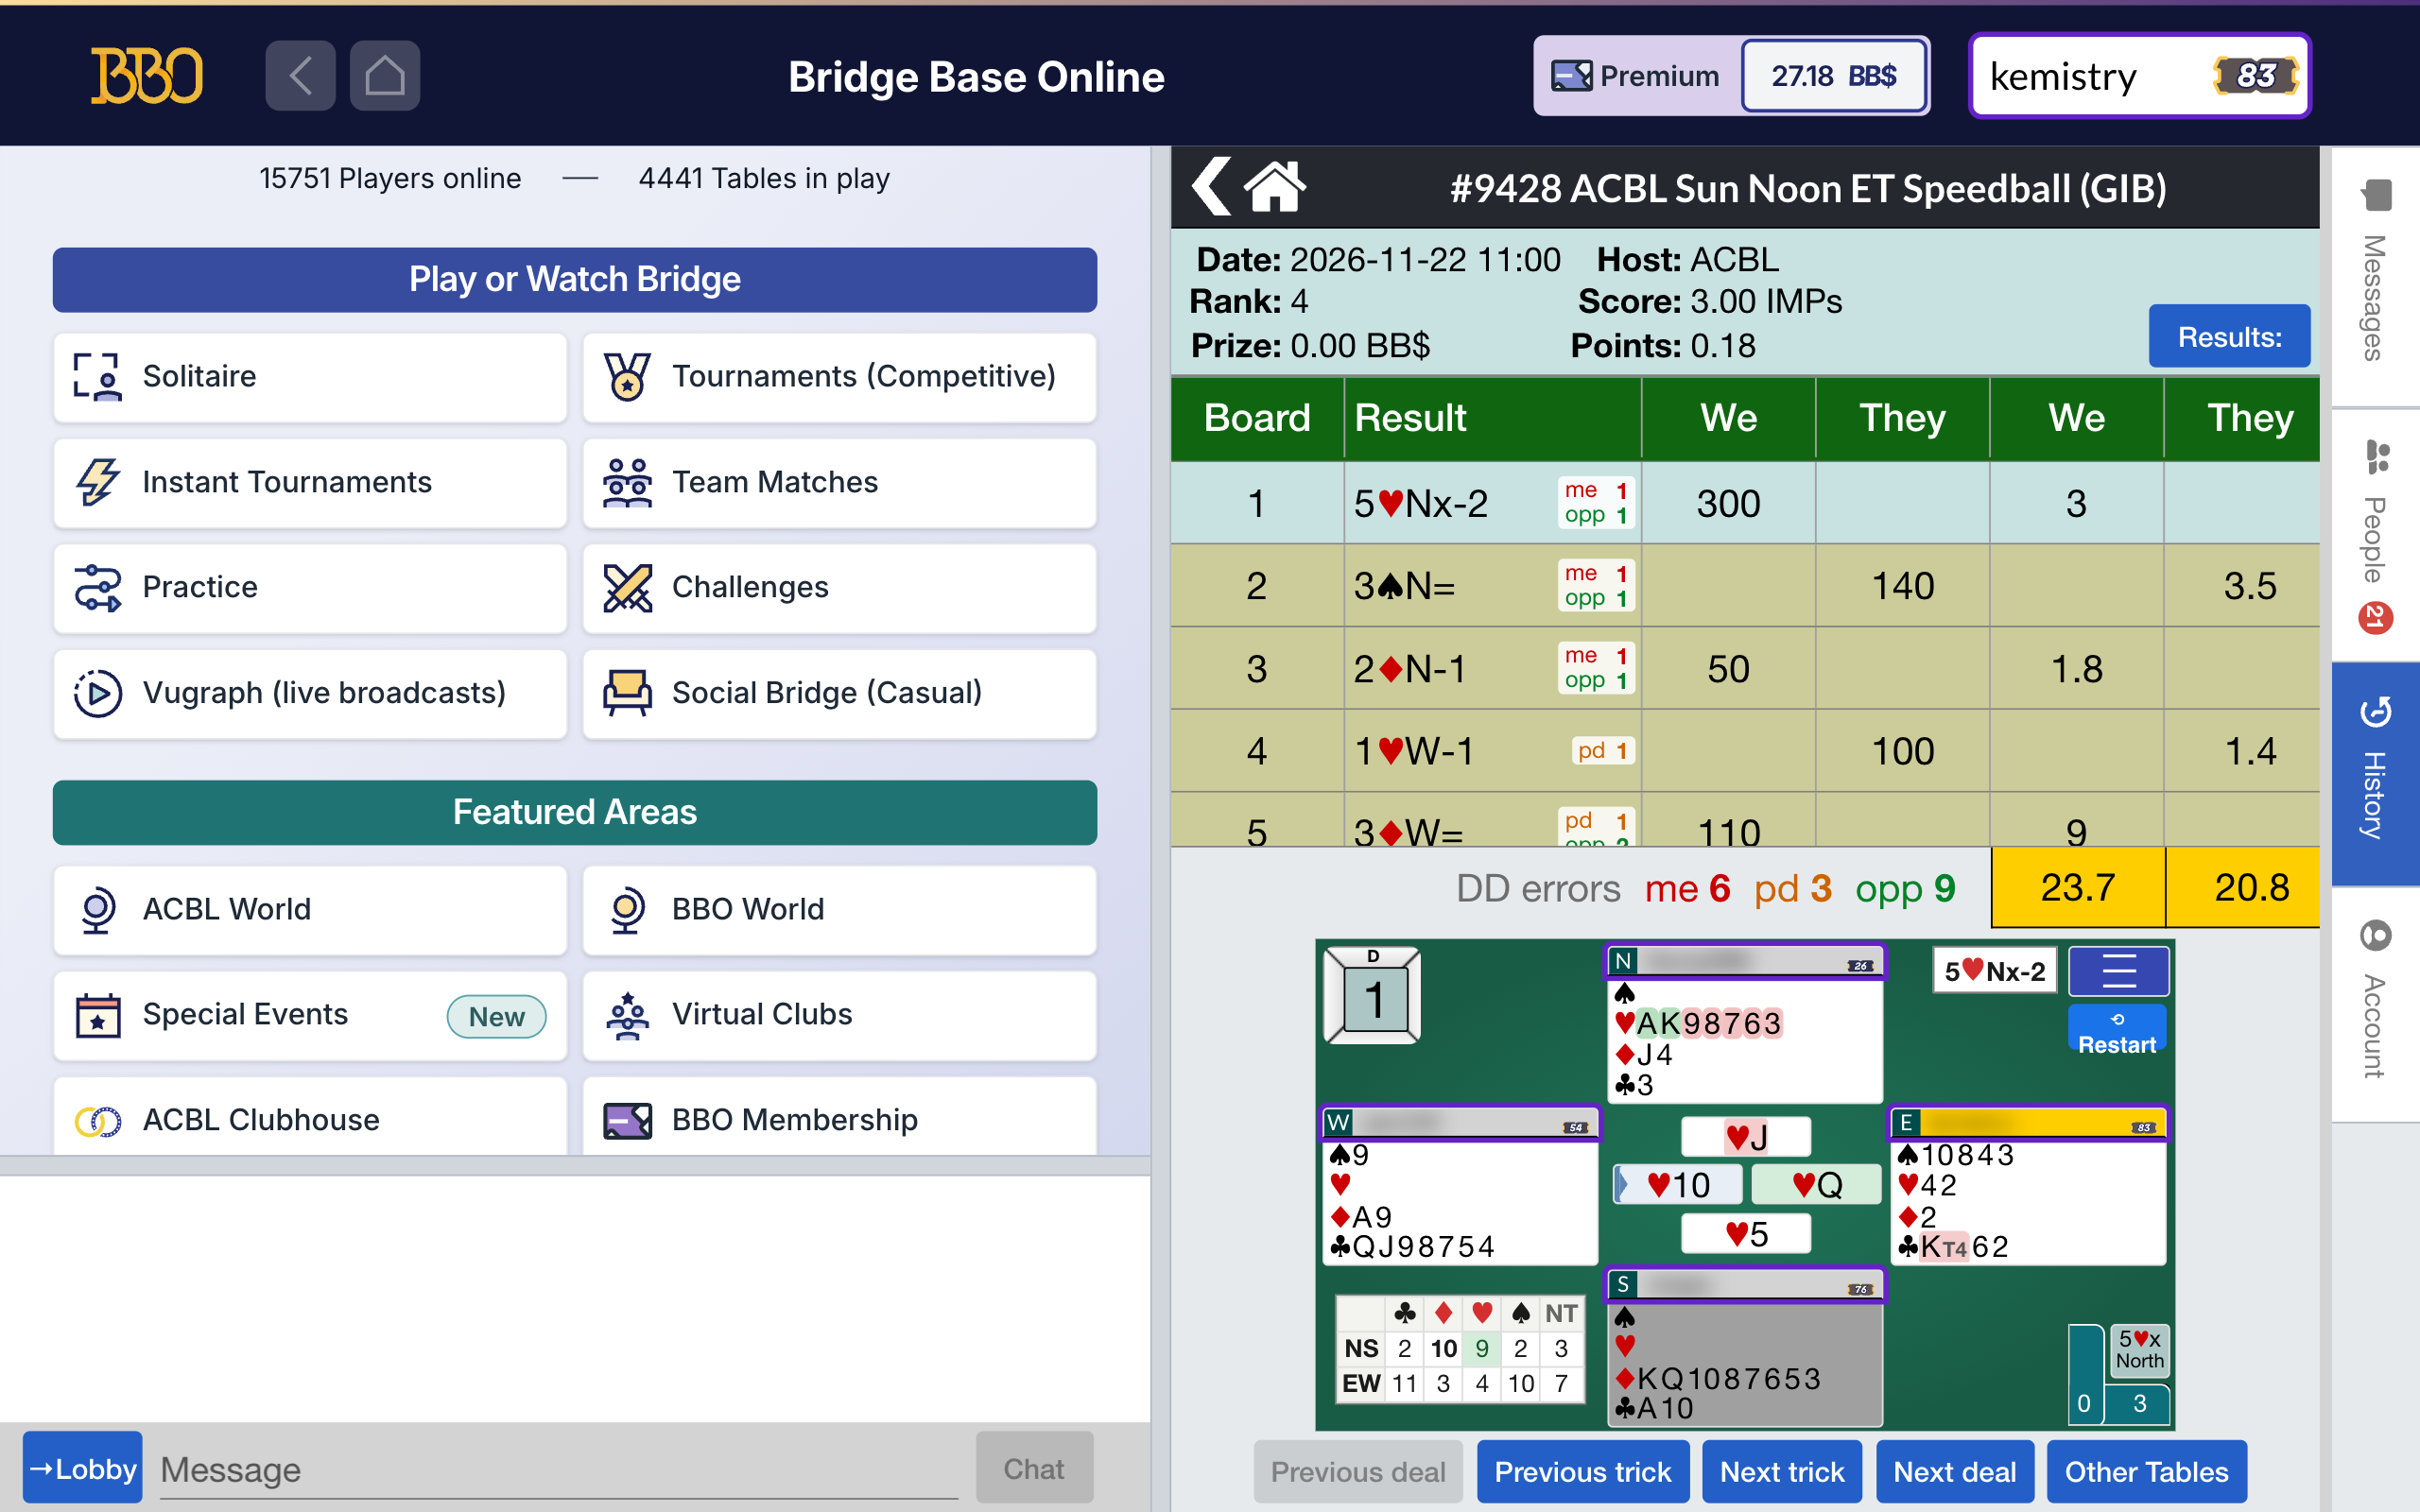 BBO
Bridge Base Online
Premium 27.18 BB$
kemistry 83
15751 Players online — 4441 Tables in play
Play or Watch Bridge
Solitaire
Tournaments (Competitive)
Instant Tournaments
Team Matches
Practice
Challenges
Vugraph (live broadcasts)
Social Bridge (Casual)
Featured Areas
ACBL World
BBO World
Special Events New
Virtual Clubs
ACBL Clubhouse
BBO Membership
→Lobby Message Chat
#9428 ACBL Sun Noon ET Speedball (GIB)
Date: 2026-11-22 11:00 Host: ACBL
Rank: 4 Score: 3.00 IMPs
Prize: 0.00 BB$ Points: 0.18
Results:
Board Result We They We They
1 5♥Nx-2 me 1 opp 1 300 3
2 3♠N= me 1 opp 1 140 3.5
3 2♦N-1 me 1 opp 1 50 1.8
4 1♥W-1 pd 1 100 1.4
5 3♦W= pd 1 opp 2 110 9
DD errors me 6 pd 3 opp 9 23.7 20.8
D
1
N 26
♠
♥AK98763
♦J4
♣3
5♥Nx-2
Restart
W 54
♠9
♥
♦A9
♣QJ98754
♥J
♥10 ♥Q
♥5
E 83
♠10843
♥42
♦2
♣KT462
S 76
♠
♥
♦KQ1087653
♣A10
♣ ♦ ♥ ♠ NT
NS 2 10 9 2 3
EW 11 3 4 10 7
5♥x
North
0 3
Previous deal Previous trick Next trick Next deal Other Tables
Messages
People 21
History
Account